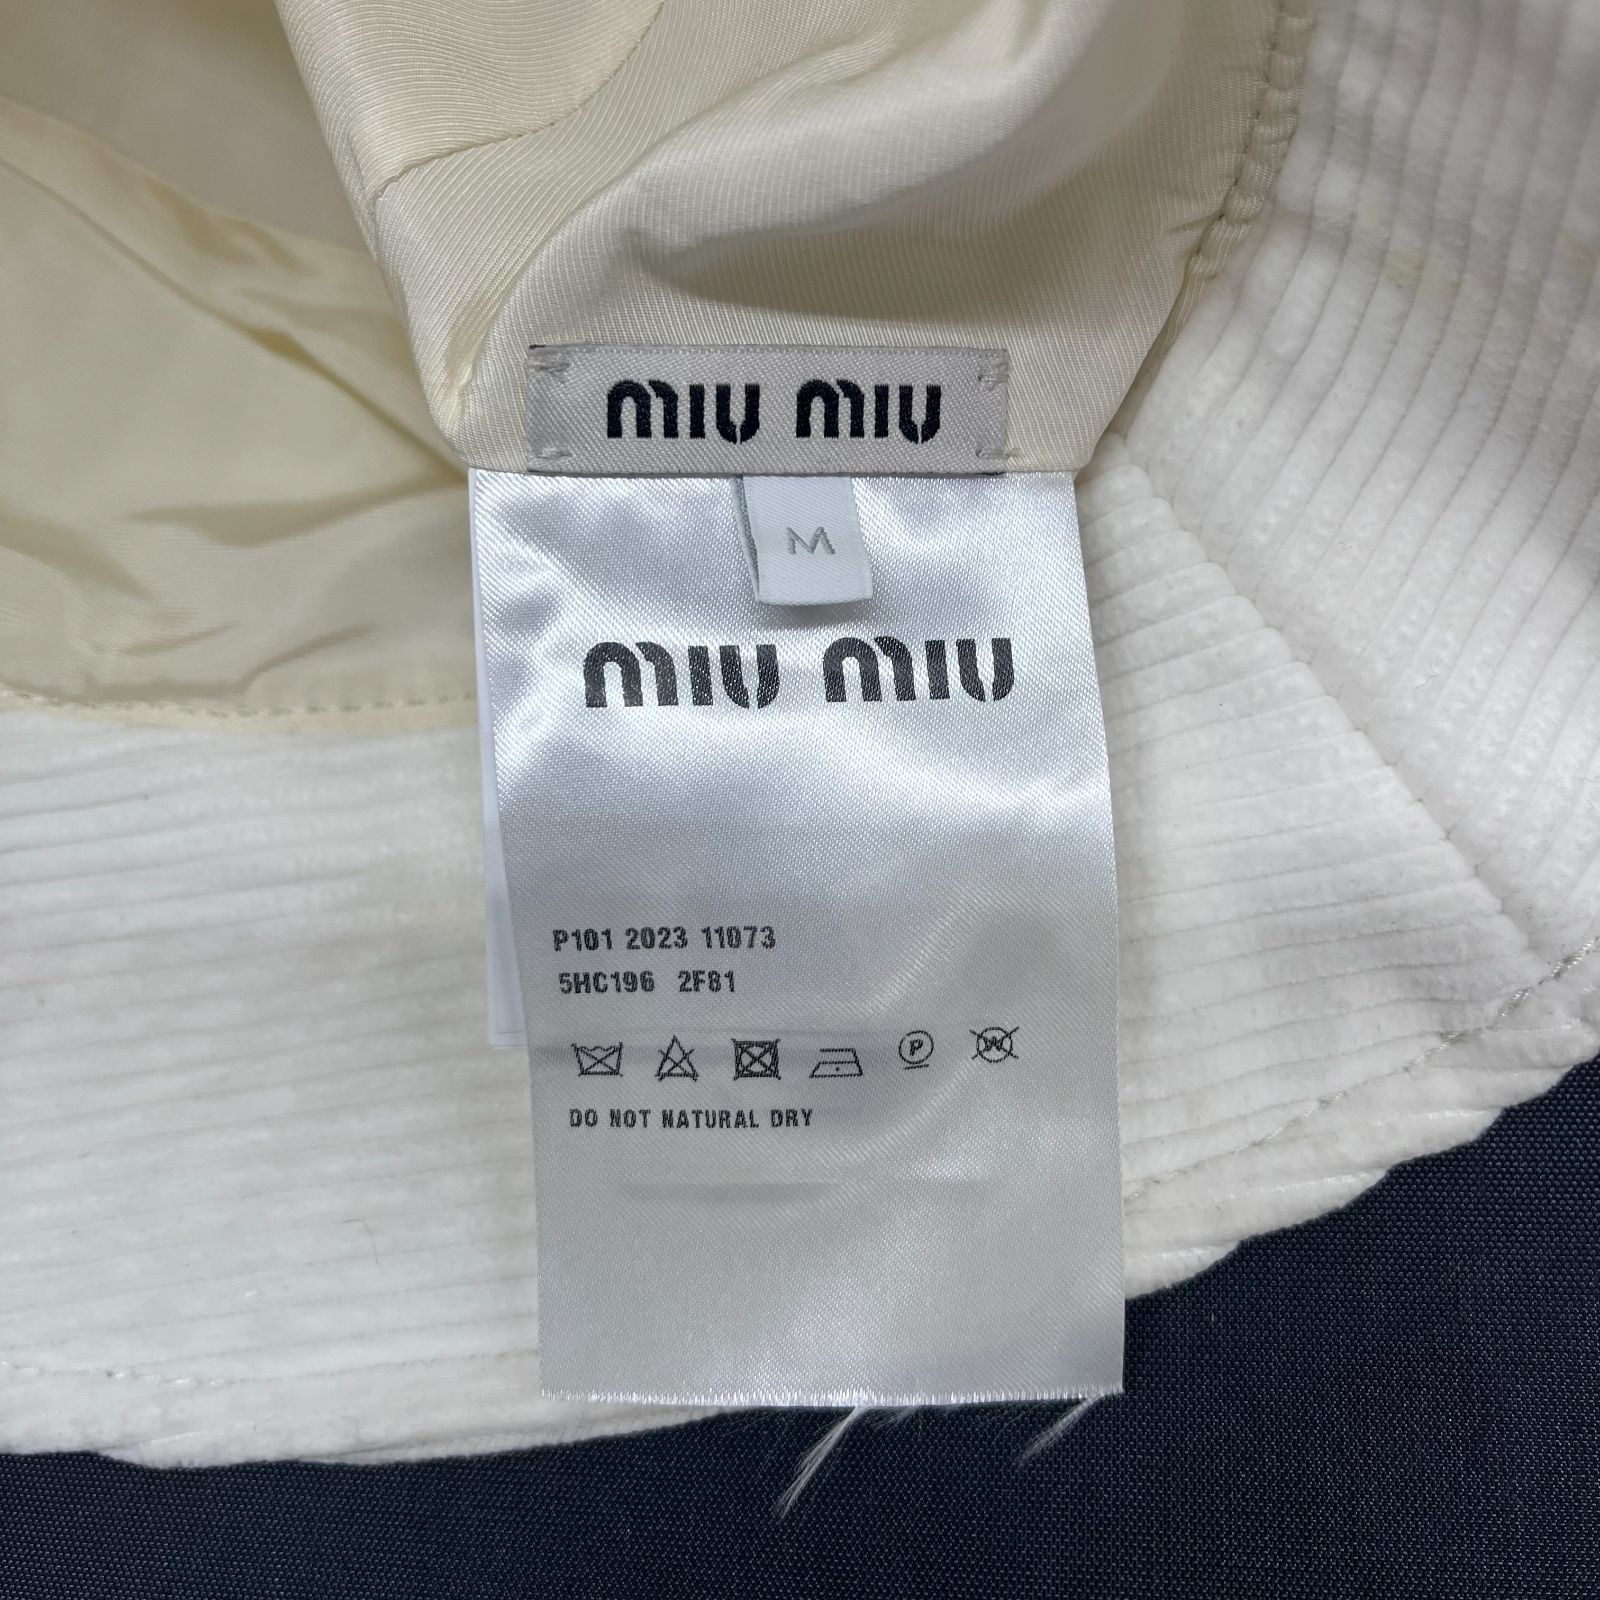 miu miu
M
miu miu
P101 2023 11073
5HC196 2F81
P W
DO NOT NATURAL DRY